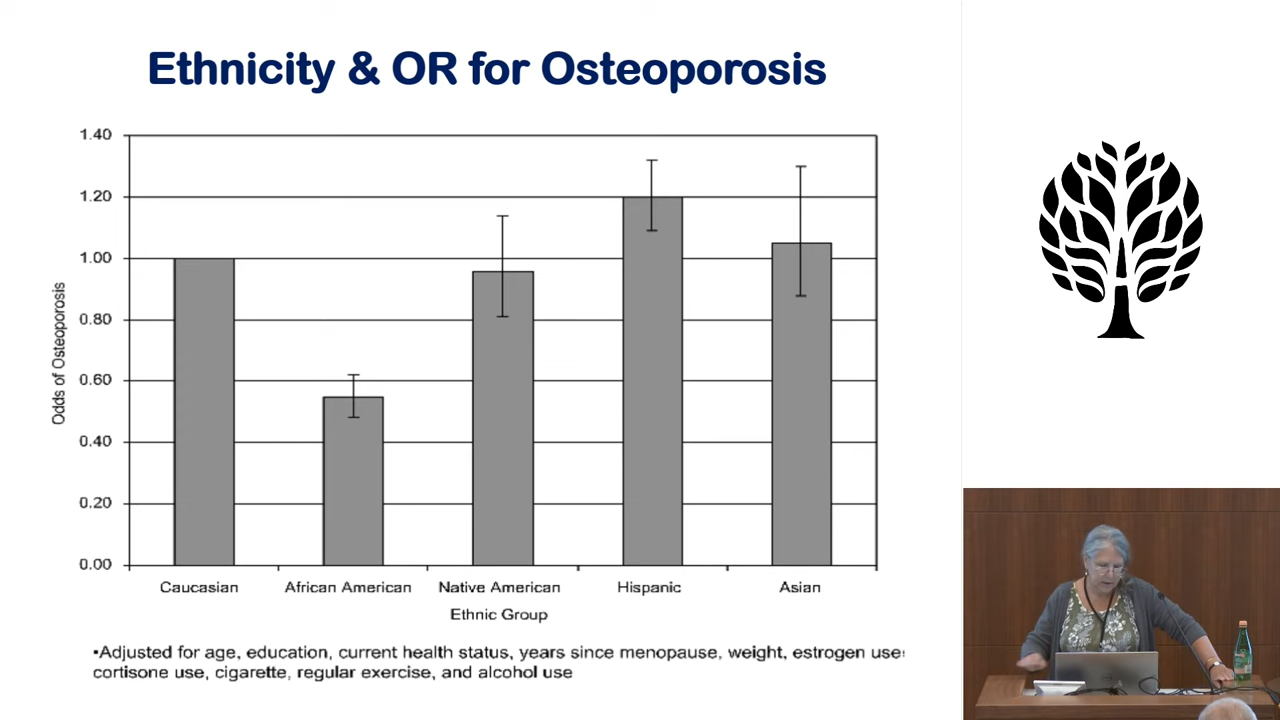 Ethnicity & OR for Osteoporosis
1.40
1.20
1.00
0.80
0.60
0.40
0.20
0.00
Odds of Osteoporosis
Caucasian African American Native American Hispanic Asian
Ethnic Group
•Adjusted for age, education, current health status, years since menopause, weight, estrogen use
cortisone use, cigarette, regular exercise, and alcohol use